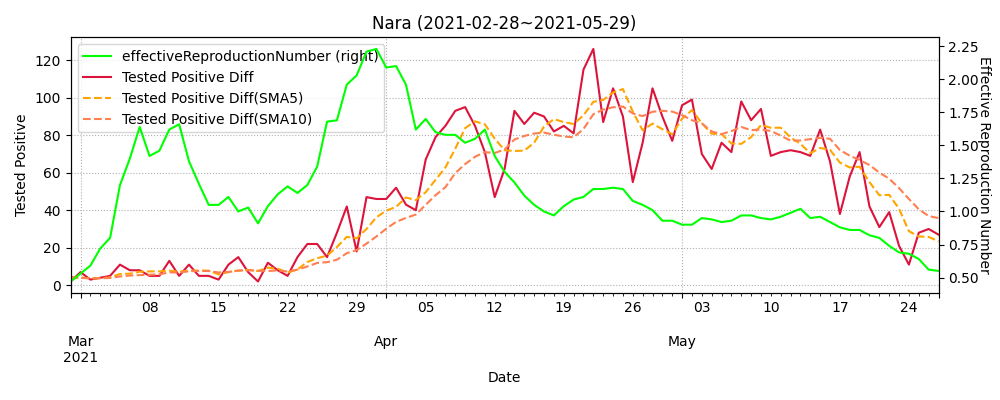 Nara (2021-02-28~2021-05-29)
effectiveReproductionNumber (right)
Tested Positive Diff
Tested Positive Diff(SMA5)
Tested Positive Diff(SMA10)
Tested Positive
120
100
80
60
40
20
0
2.25
2.00
1.75
1.50
1.25
1.00
0.75
0.50
Effective Reproduction Number
08 15 22 29 05 12 19 26 03 10 17 24
Mar Apr May
2021
Date